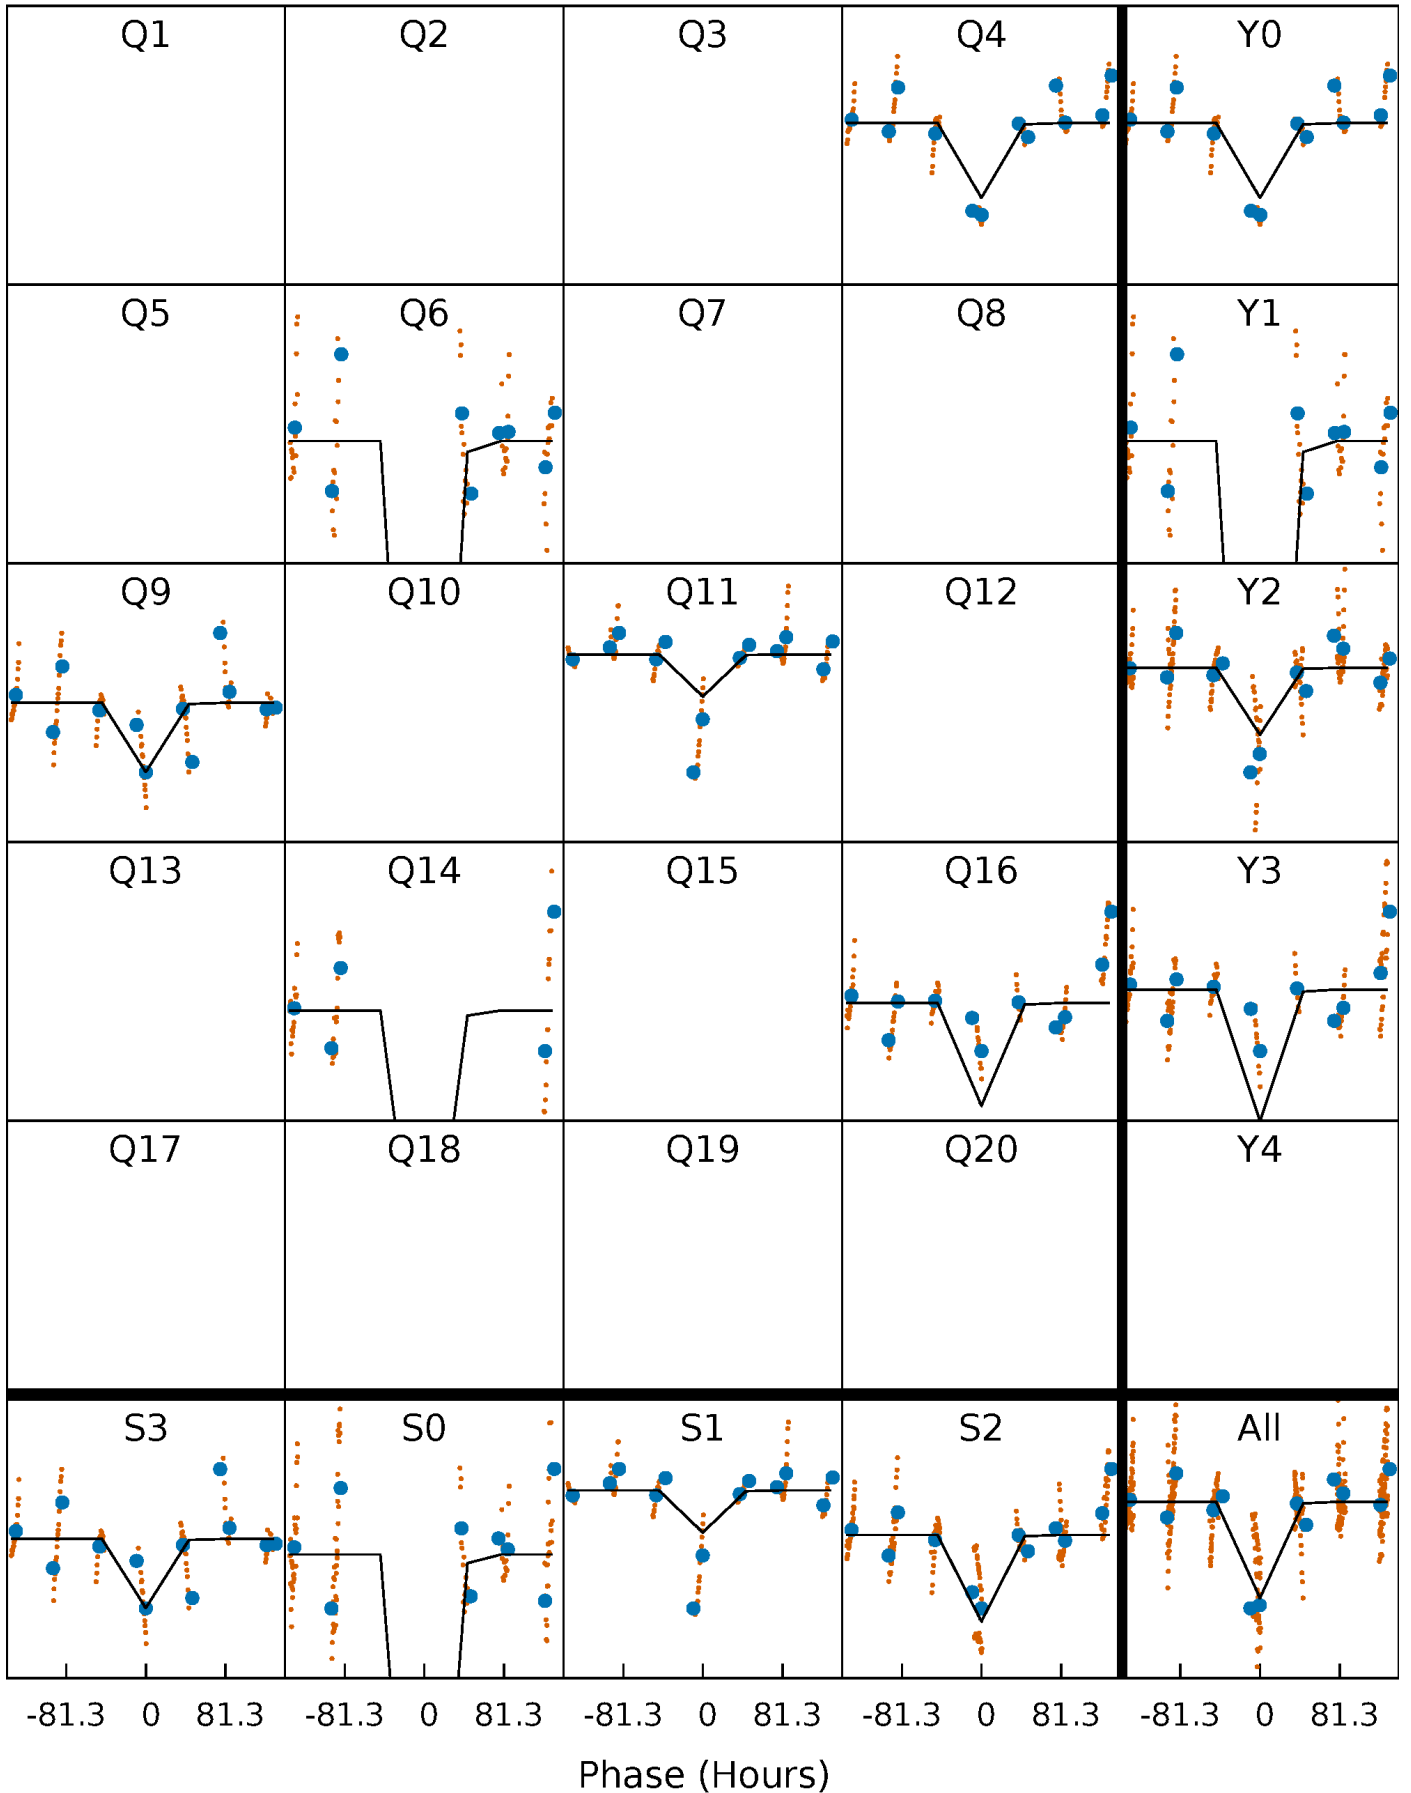 Q1 Q2 Q3 Q4 Y0
Q5 Q6 Q7 Q8 Y1
Q9 Q10 Q11 Q12 Y2
Q13 Q14 Q15 Q16 Y3
Q17 Q18 Q19 Q20 Y4
S3 S0 S1 S2 All
-81.3 0 81.3 -81.3 0 81.3 -81.3 0 81.3 -81.3 0 81.3 -81.3 0 81.3
Phase (Hours)